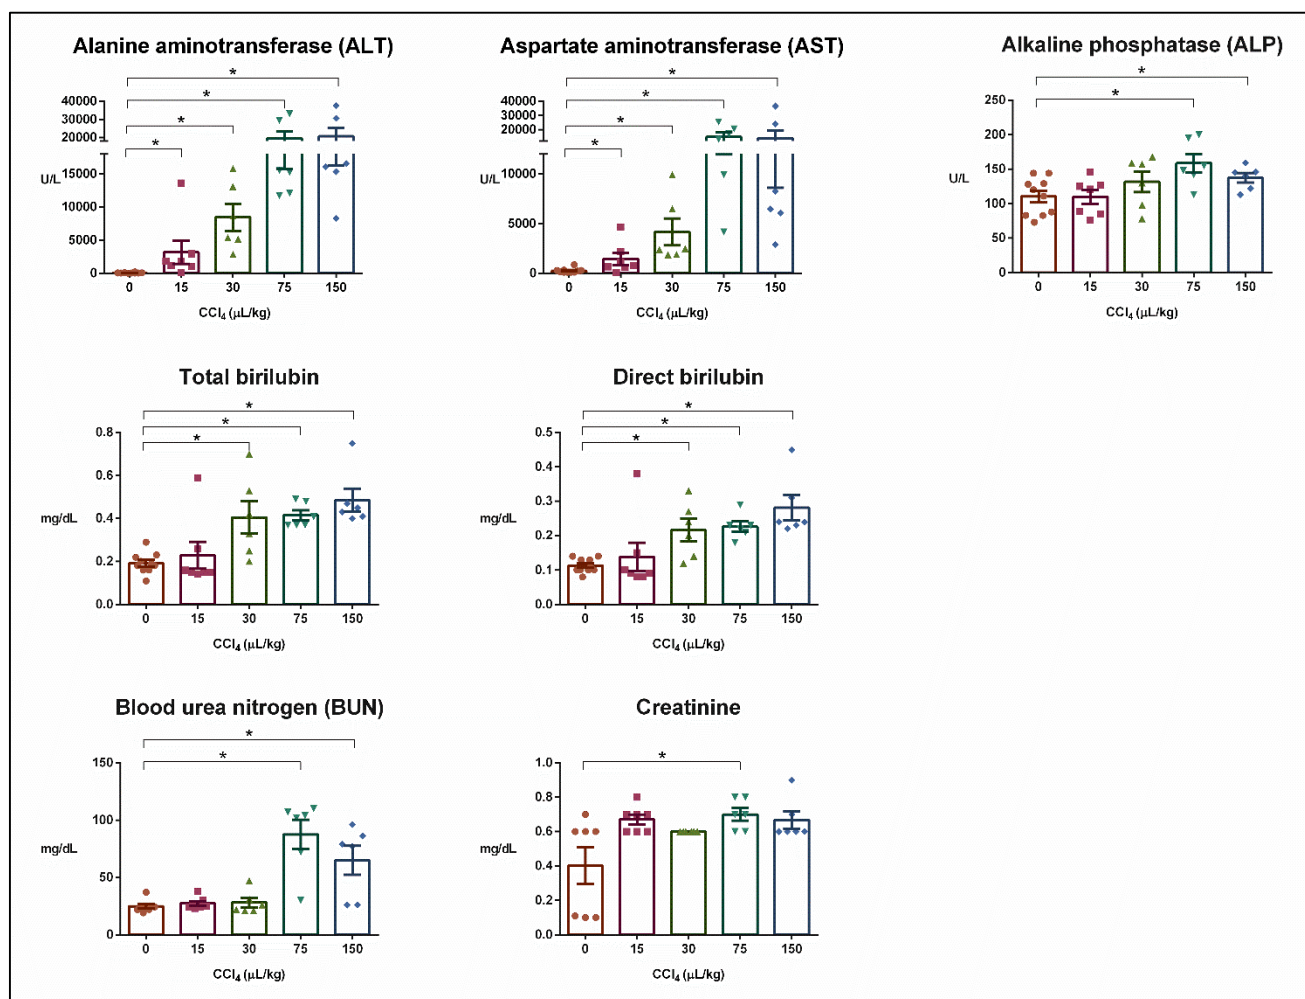 Alanine aminotransferase (ALT)
*
*
*
*
40000
30000
20000
10000
15000
10000
5000
0
U/L
0 15 30 75 150
CCl₄ (μL/kg)
Aspartate aminotransferase (AST)
*
*
*
*
40000
30000
20000
10000
10000
5000
0
U/L
0 15 30 75 150
CCl₄ (μL/kg)
Alkaline phosphatase (ALP)
*
*
250
200
150
100
50
0
U/L
0 15 30 75 150
CCl₄ (μL/kg)
Total birilubin
*
*
*
0.8
0.6
0.4
0.2
0.0
mg/dL
0 15 30 75 150
CCl₄ (μL/kg)
Direct birilubin
*
*
*
0.5
0.4
0.3
0.2
0.1
0.0
mg/dL
0 15 30 75 150
CCl₄ (μL/kg)
Blood urea nitrogen (BUN)
*
*
150
100
50
0
mg/dL
0 15 30 75 150
CCl₄ (μL/kg)
Creatinine
*
1.0
0.8
0.6
0.4
0.2
0.0
mg/dL
0 15 30 75 150
CCl₄ (μL/kg)